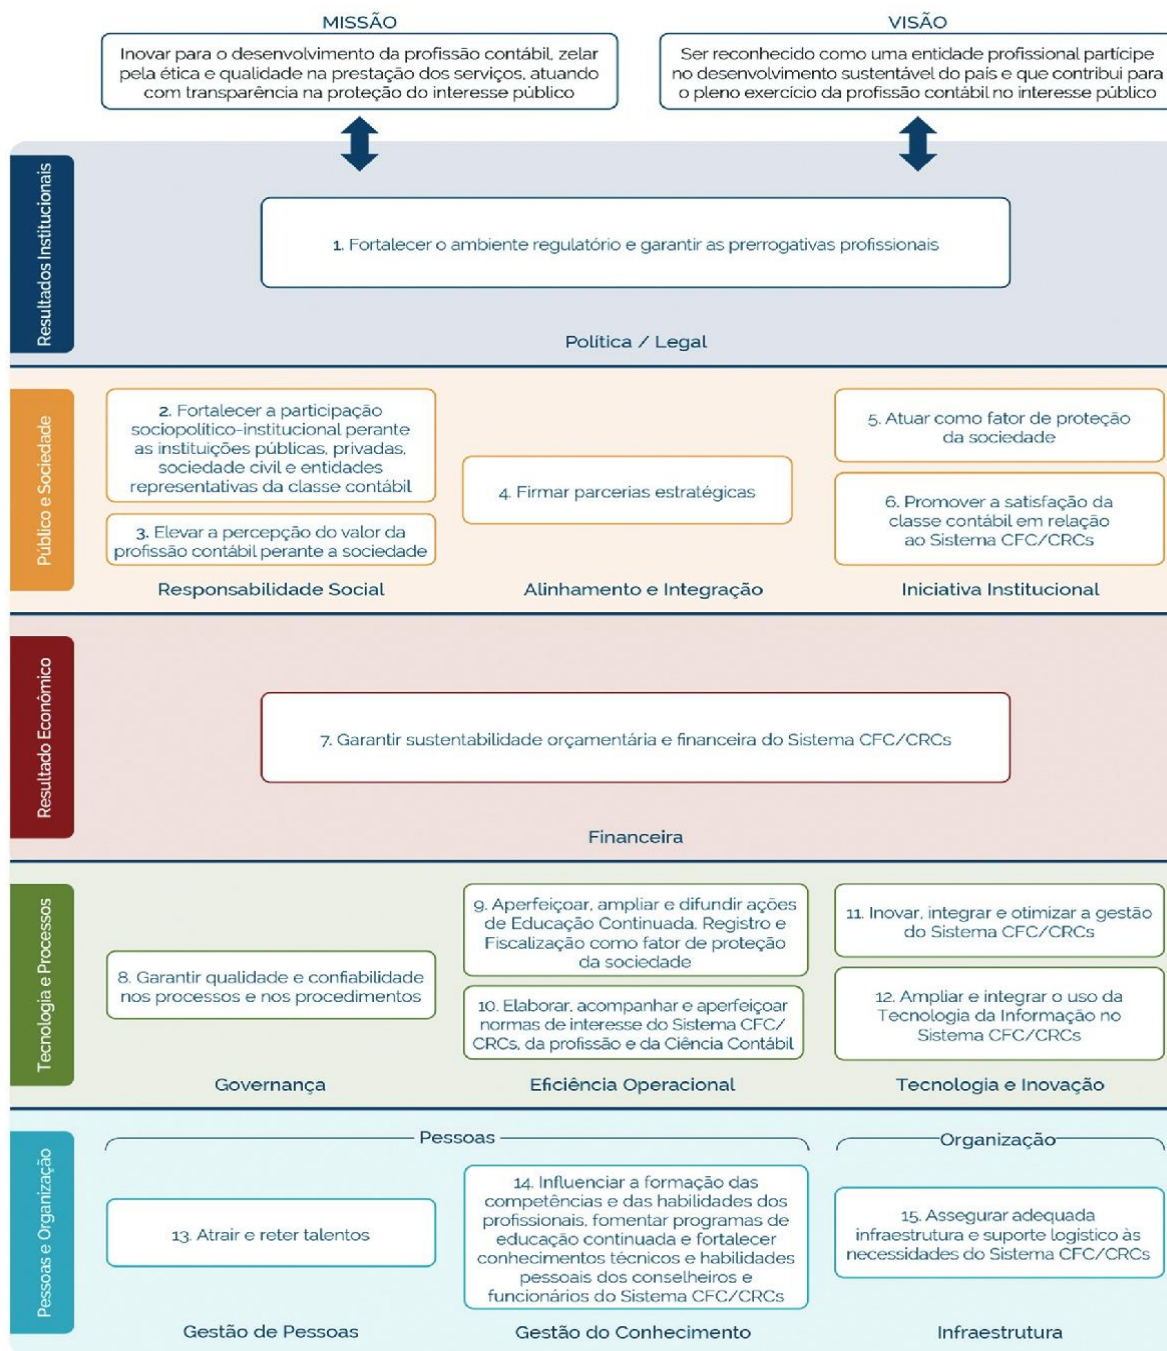 MISSÃO
Inovar para o desenvolvimento da profissão contábil, zelar
pela ética e qualidade na prestação dos serviços, atuando
com transparência na proteção do interesse público
VISÃO
Ser reconhecido como uma entidade profissional partícipe
no desenvolvimento sustentável do país e que contribui para
o pleno exercício da profissão contábil no interesse público
Resultados Institucionais
1. Fortalecer o ambiente regulatório e garantir as prerrogativas profissionais
Política / Legal
Público e Sociedade
2. Fortalecer a participação
sociopolítico-institucional perante
as instituições públicas, privadas,
sociedade civil e entidades
representativas da classe contábil
3. Elevar a percepção do valor da
profissão contábil perante a sociedade
Responsabilidade Social
4. Firmar parcerias estratégicas
Alinhamento e Integração
5. Atuar como fator de proteção
da sociedade
6. Promover a satisfação da
classe contábil em relação
ao Sistema CFC/CRCs
Iniciativa Institucional
Resultado Econômico
7. Garantir sustentabilidade orçamentária e financeira do Sistema CFC/CRCs
Financeira
Tecnologia e Processos
8. Garantir qualidade e confiabilidade
nos processos e nos procedimentos
Governança
9. Aperfeiçoar, ampliar e difundir ações
de Educação Continuada. Registro e
Fiscalização como fator de proteção
da sociedade
10. Elaborar, acompanhar e aperfeiçoar
normas de interesse do Sistema CFC/
CRCs, da profissão e da Ciência Contábil
Eficiência Operacional
11. Inovar, integrar e otimizar a gestão
do Sistema CFC/CRCs
12. Ampliar e integrar o uso da
Tecnologia da Informação no
Sistema CFC/CRCs
Tecnologia e Inovação
Pessoas e Organização
Pessoas
13. Atrair e reter talentos
Gestão de Pessoas
14. Influenciar a formação das
competências e das habilidades dos
profissionais, fomentar programas de
educação continuada e fortalecer
conhecimentos técnicos e habilidades
pessoais dos conselheiros e
funcionários do Sistema CFC/CRCs
Gestão do Conhecimento
Organização
15. Assegurar adequada
infraestrutura e suporte logístico às
necessidades do Sistema CFC/CRCs
Infraestrutura